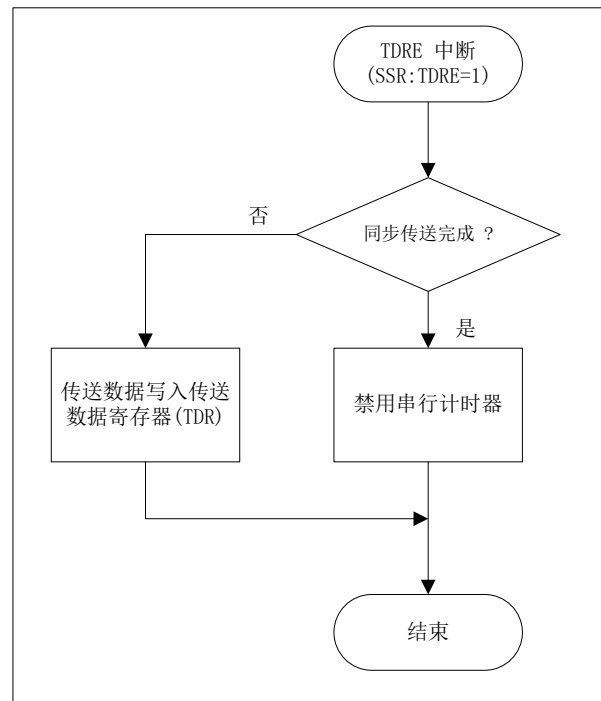 TDRE 中断
(SSR:TDRE=1)
同步传送完成 ?
否
是
传送数据写入传送
数据寄存器(TDR)
禁用串行计时器
结束